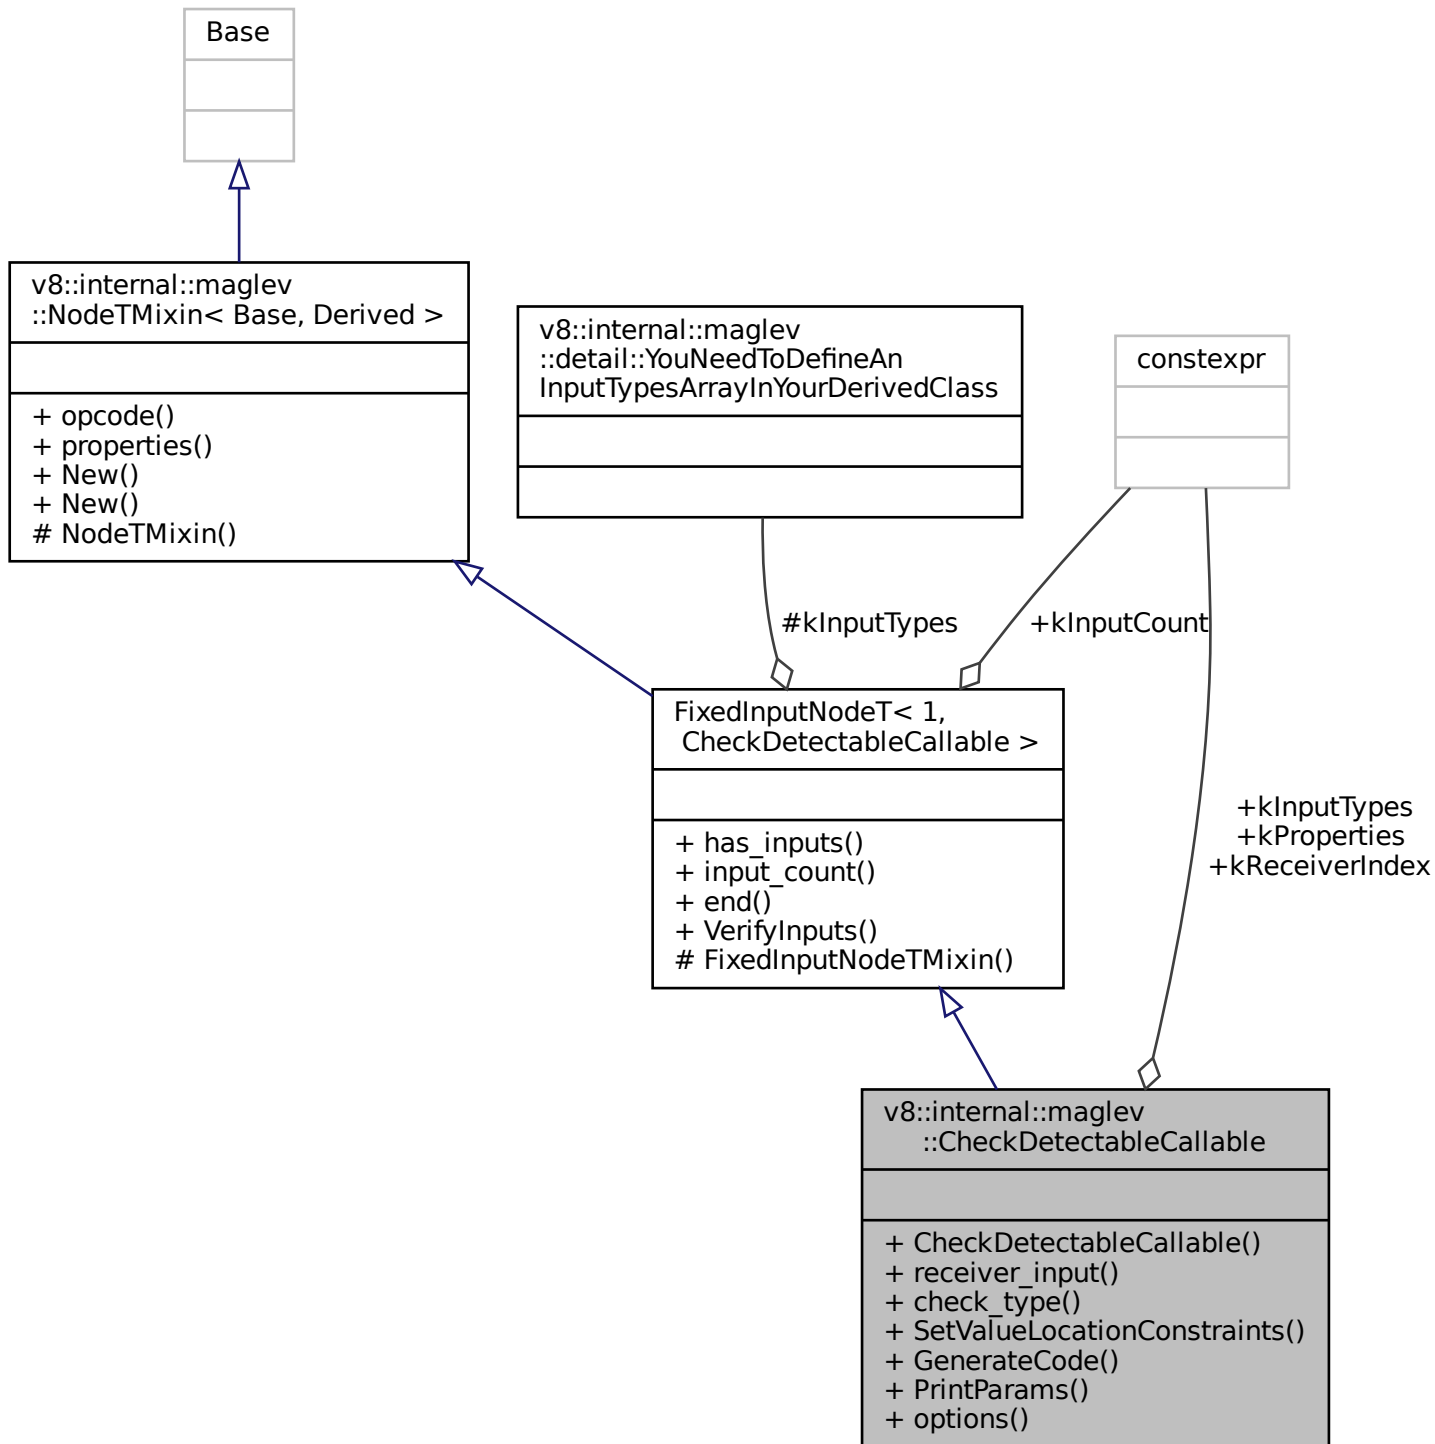 Base
v8::internal::maglev
::NodeTMixin< Base, Derived >
+ opcode()
+ properties()
+ New()
+ New()
# NodeTMixin()
v8::internal::maglev
::detail::YouNeedToDefineAn
InputTypesArrayInYourDerivedClass
constexpr
#kInputTypes
+kInputCount
FixedInputNodeT< 1,
CheckDetectableCallable >
+ has_inputs()
+ input_count()
+ end()
+ VerifyInputs()
# FixedInputNodeTMixin()
+kInputTypes
+kProperties
+kReceiverIndex
v8::internal::maglev
::CheckDetectableCallable
+ CheckDetectableCallable()
+ receiver_input()
+ check_type()
+ SetValueLocationConstraints()
+ GenerateCode()
+ PrintParams()
+ options()